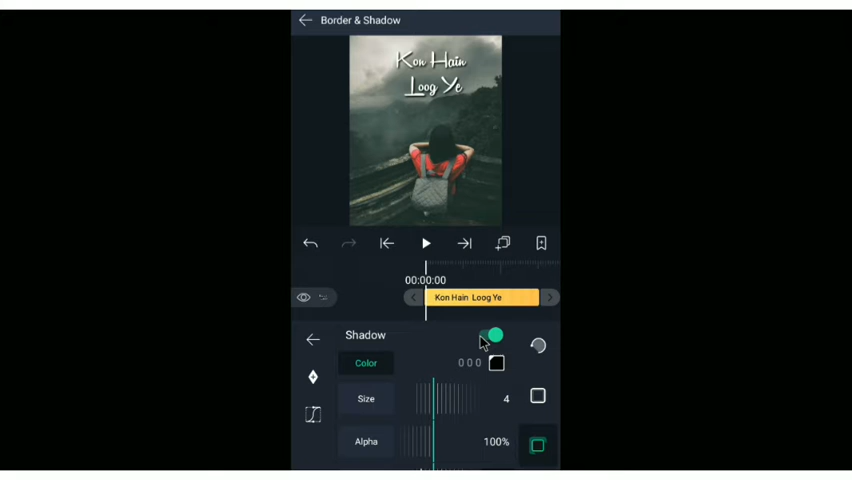 Border & Shadow
Kon Hain
Loog Ye
00:00:00
Kon Hain Loog Ye
Shadow
Color
0 0 0
Size
4
Alpha
100%